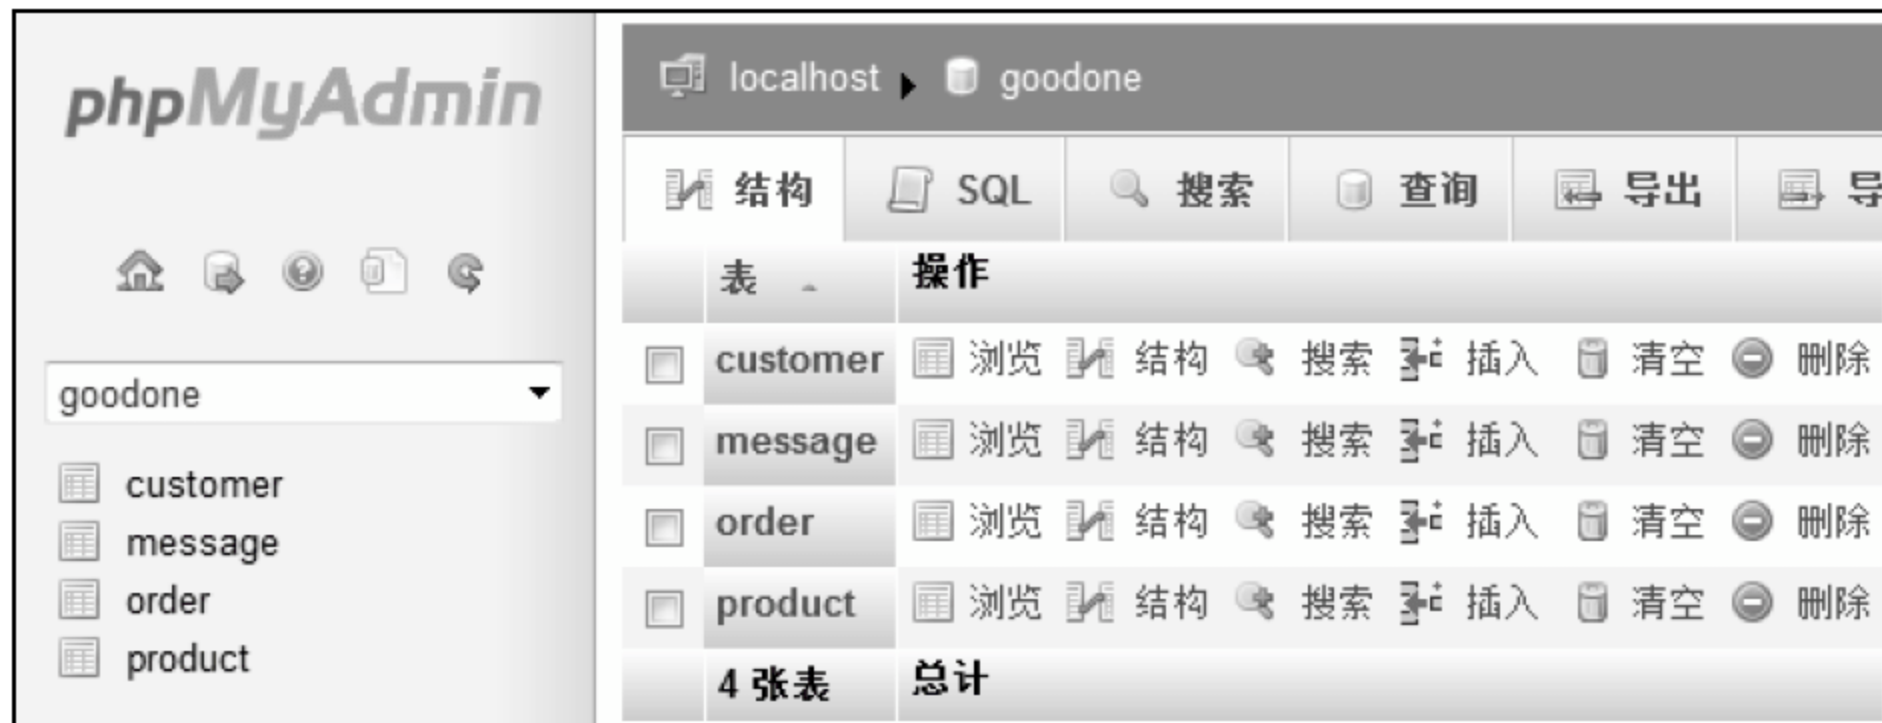 phpMyAdmin
goodone
customer
message
order
product
localhost goodone
结构 SQL 搜索 查询 导出 导
表 操作
customer 浏览 结构 搜索 插入 清空 删除
message 浏览 结构 搜索 插入 清空 删除
order 浏览 结构 搜索 插入 清空 删除
product 浏览 结构 搜索 插入 清空 删除
4 张表 总计